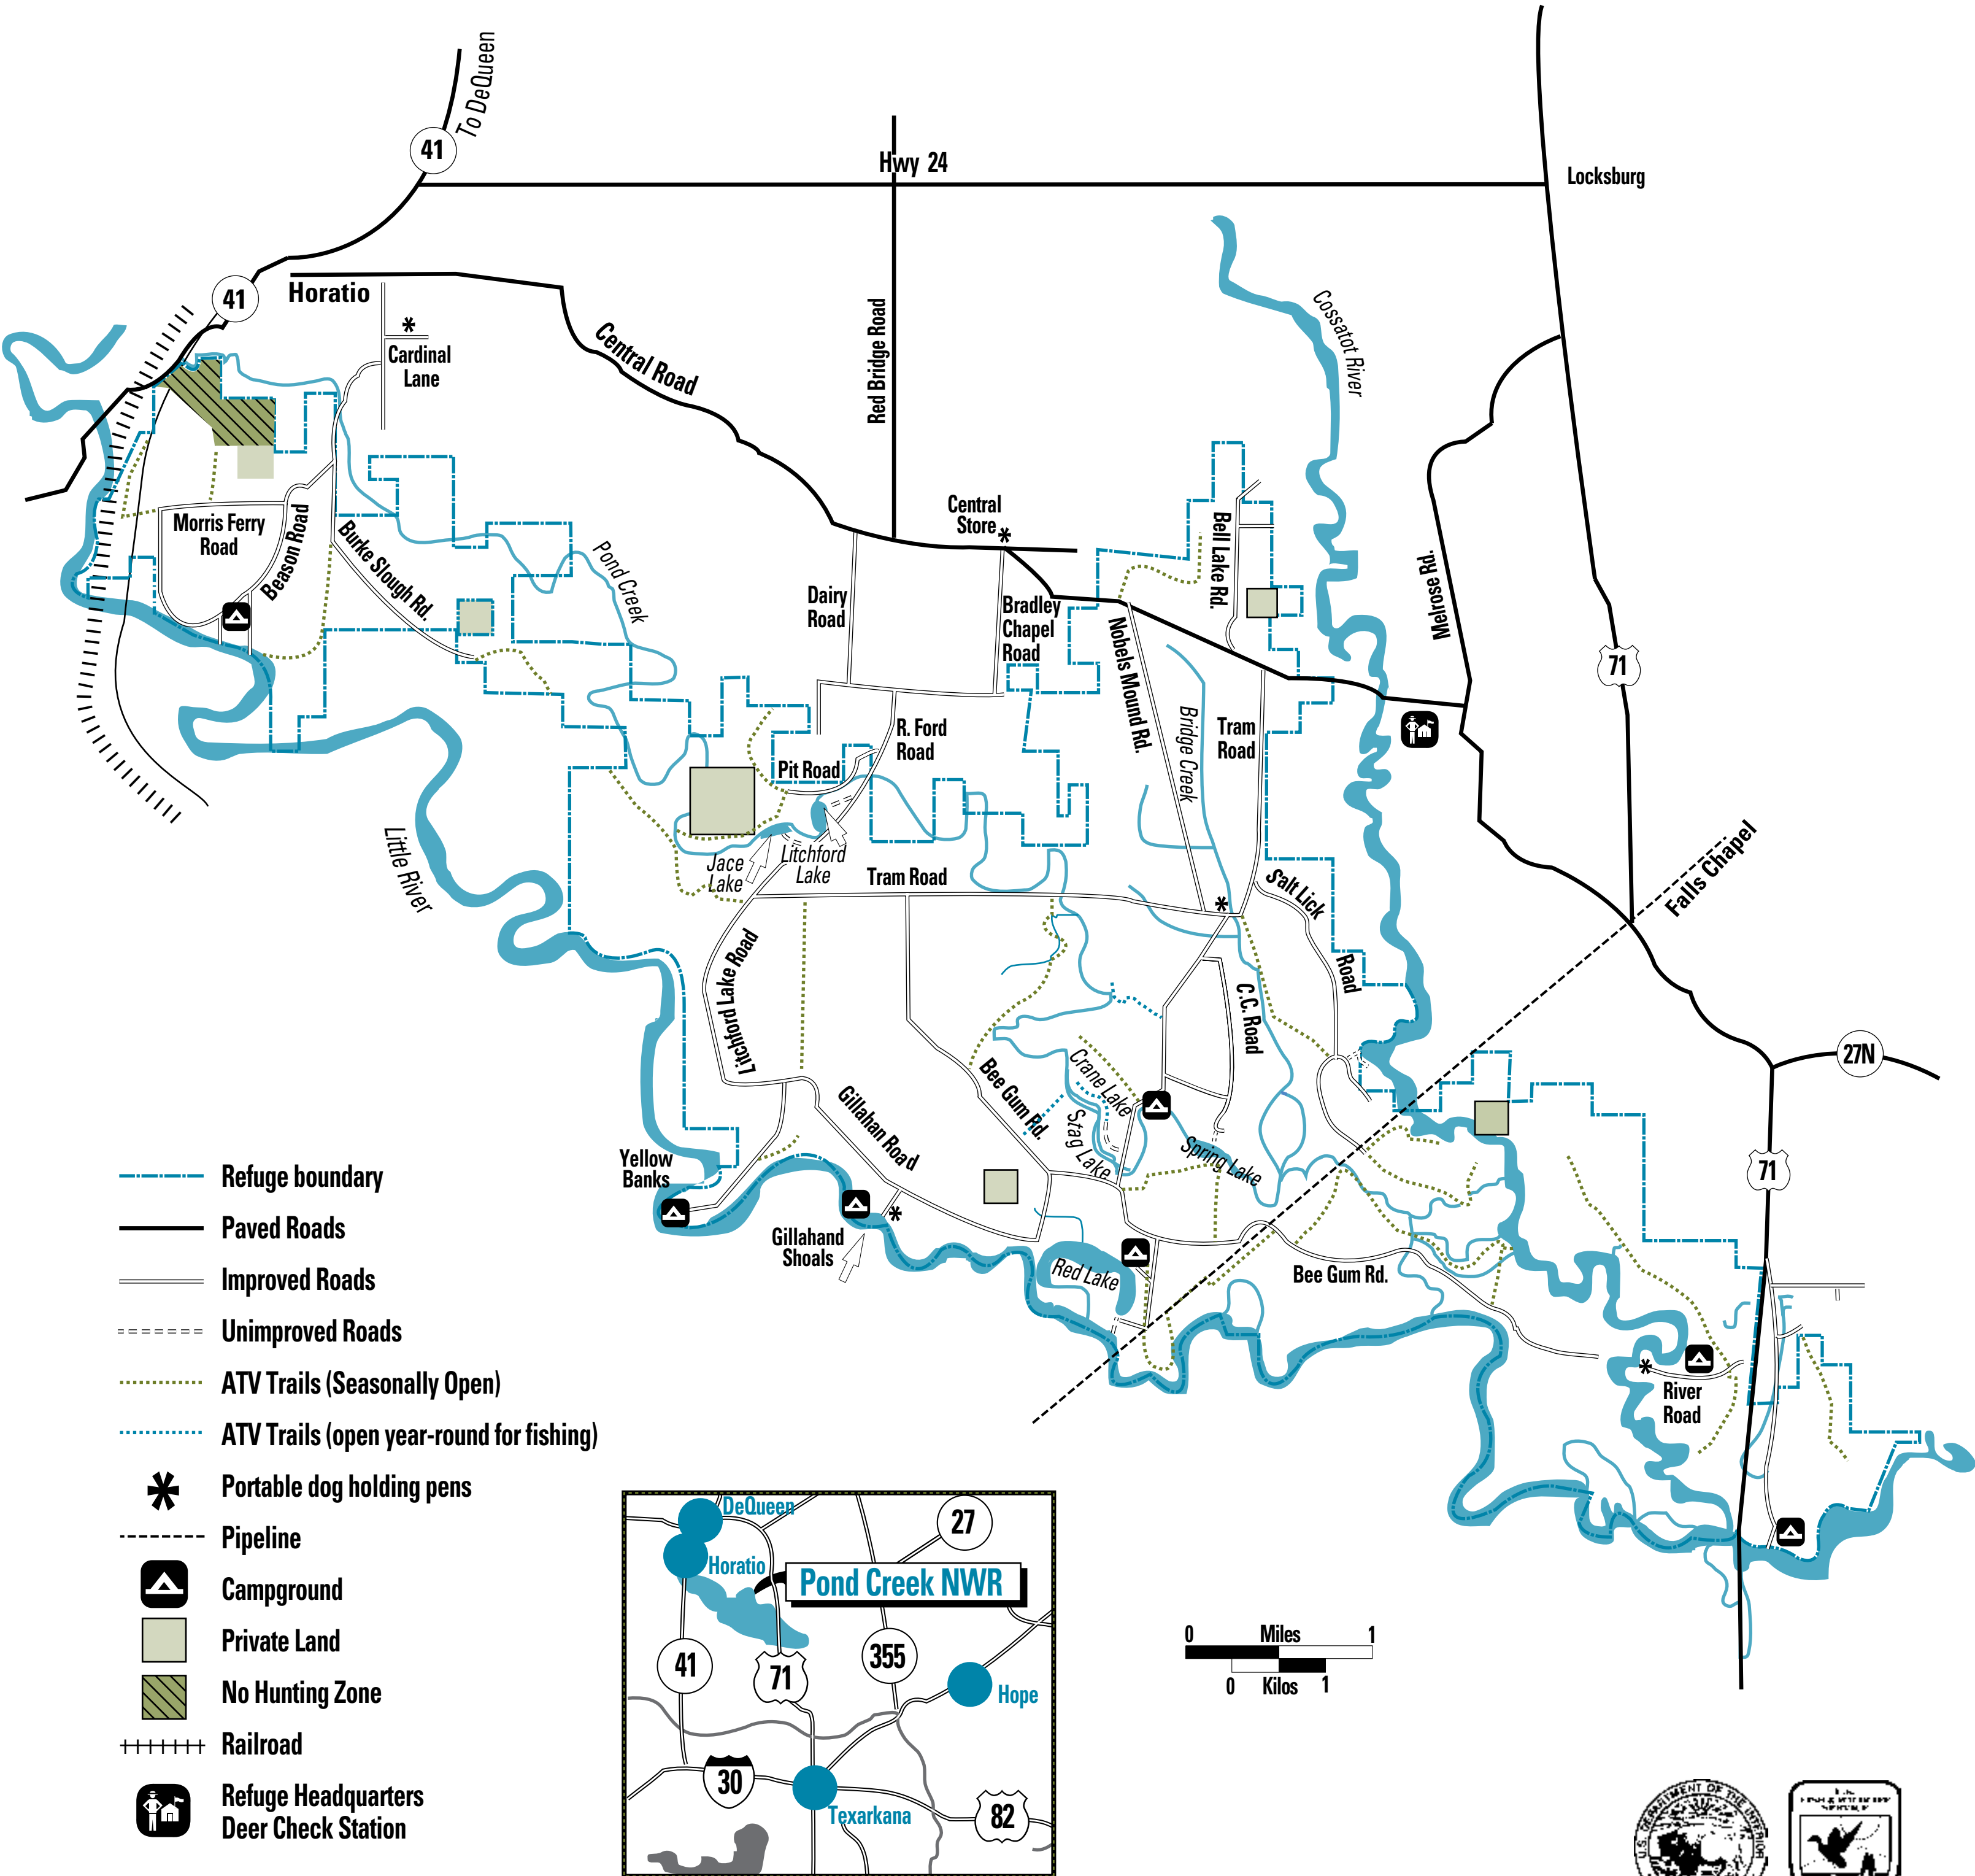 To DeQueen
41
Hwy 24
Locksburg
41
Horatio
Cardinal
Lane
Central Road
Red Bridge Road
Cossatot River
Central
Store
Morris Ferry
Road
Beason Road
Burke Slough Rd.
Pond Creek
Dairy
Road
Bradley
Chapel
Road
Nobels Mound Rd.
Bell Lake Rd.
Melrose Rd.
71
R. Ford
Road
Pit Road
Bridge Creek
Tram
Road
Little River
Jace
Lake
Litchford
Lake
Tram Road
Salt Lick
Road
Falls Chapel
Litchford Lake Road
C.C. Road
27N
Gillahan Road
Bee Gum Rd.
Crane Lake
Stag Lake
Spring Lake
71
Yellow
Banks
Gillahand
Shoals
Red Lake
Bee Gum Rd.
River
Road
Refuge boundary
Paved Roads
Improved Roads
Unimproved Roads
ATV Trails (Seasonally Open)
ATV Trails (open year-round for fishing)
Portable dog holding pens
Pipeline
Campground
Private Land
No Hunting Zone
Railroad
Refuge Headquarters
Deer Check Station
DeQueen
27
Horatio
Pond Creek NWR
41
71
355
Hope
30
Texarkana
82
0 Miles 1
0 Kilos 1
U.S. DEPARTMENT OF THE INTERIOR